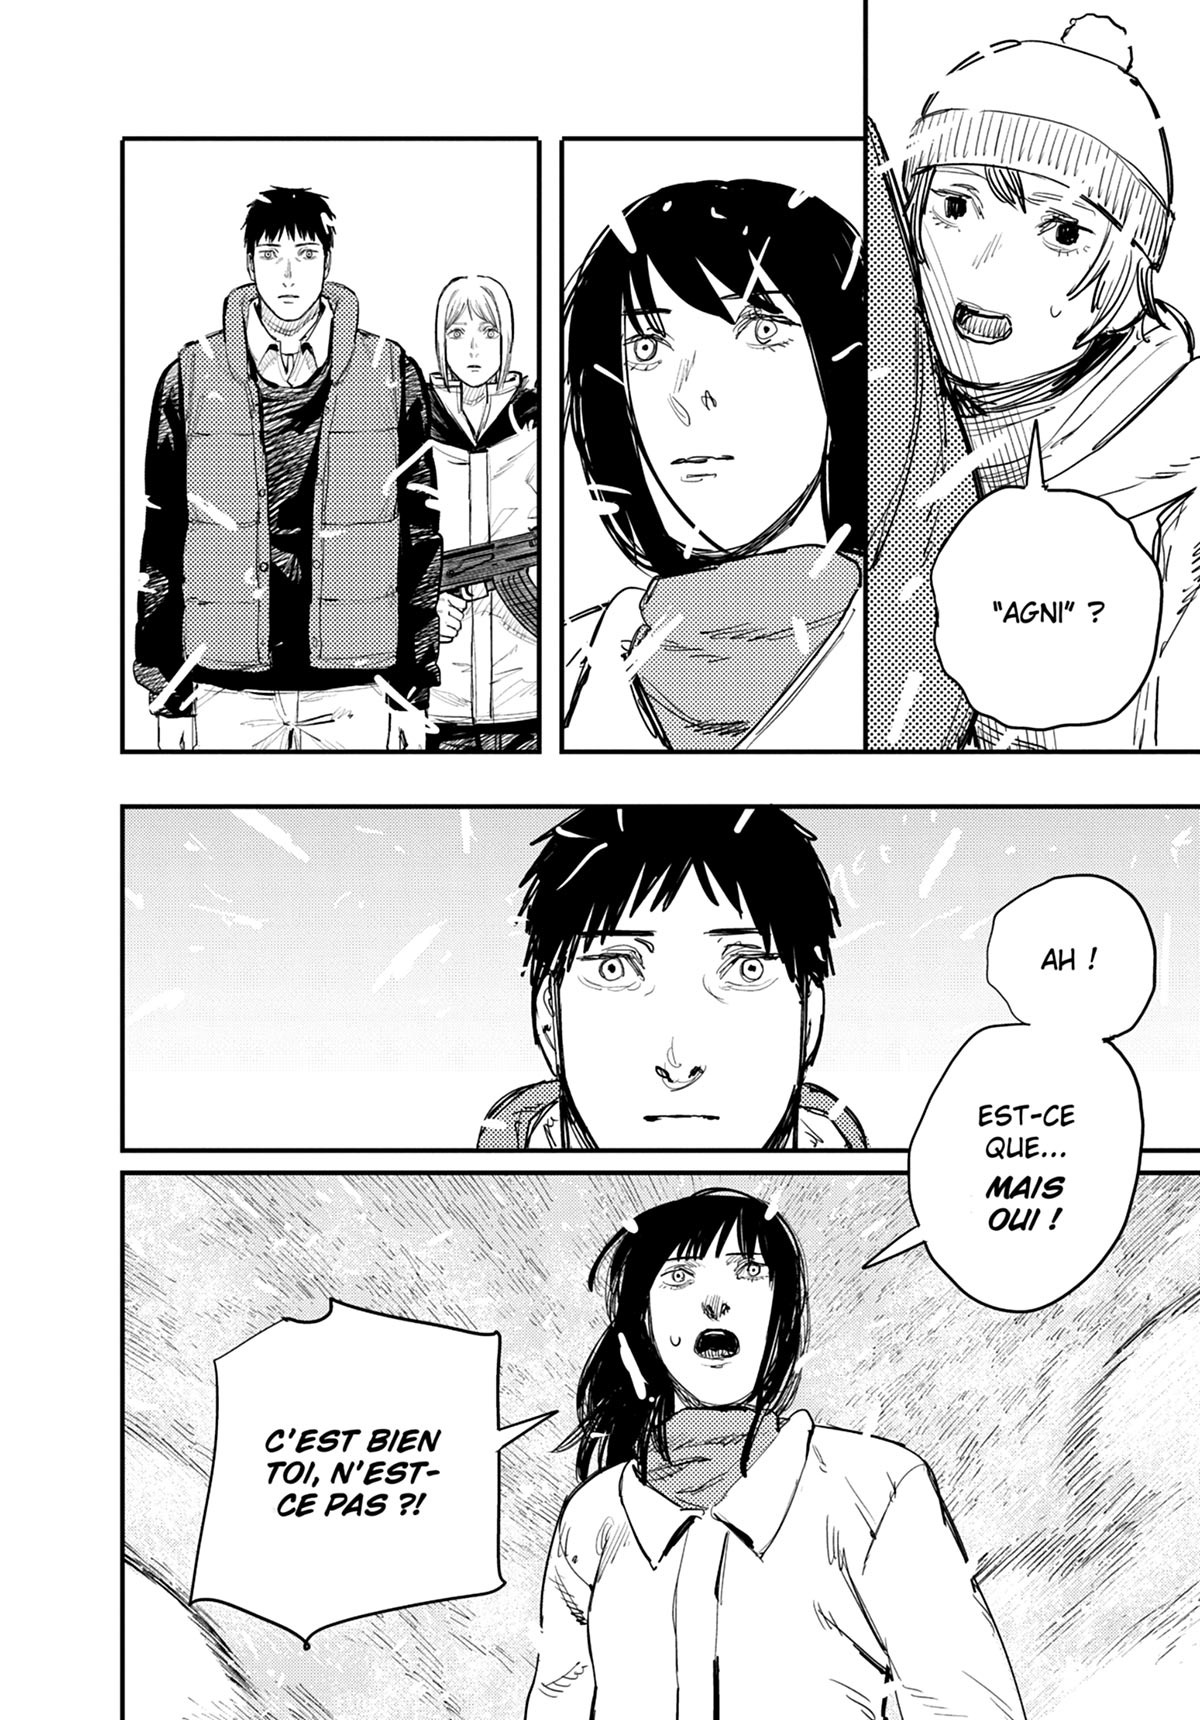 "AGNI" ?
AH !
EST-CE
QUE...
MAIS
OUI !
C'EST BIEN
TOI, N'EST-
CE PAS ?!